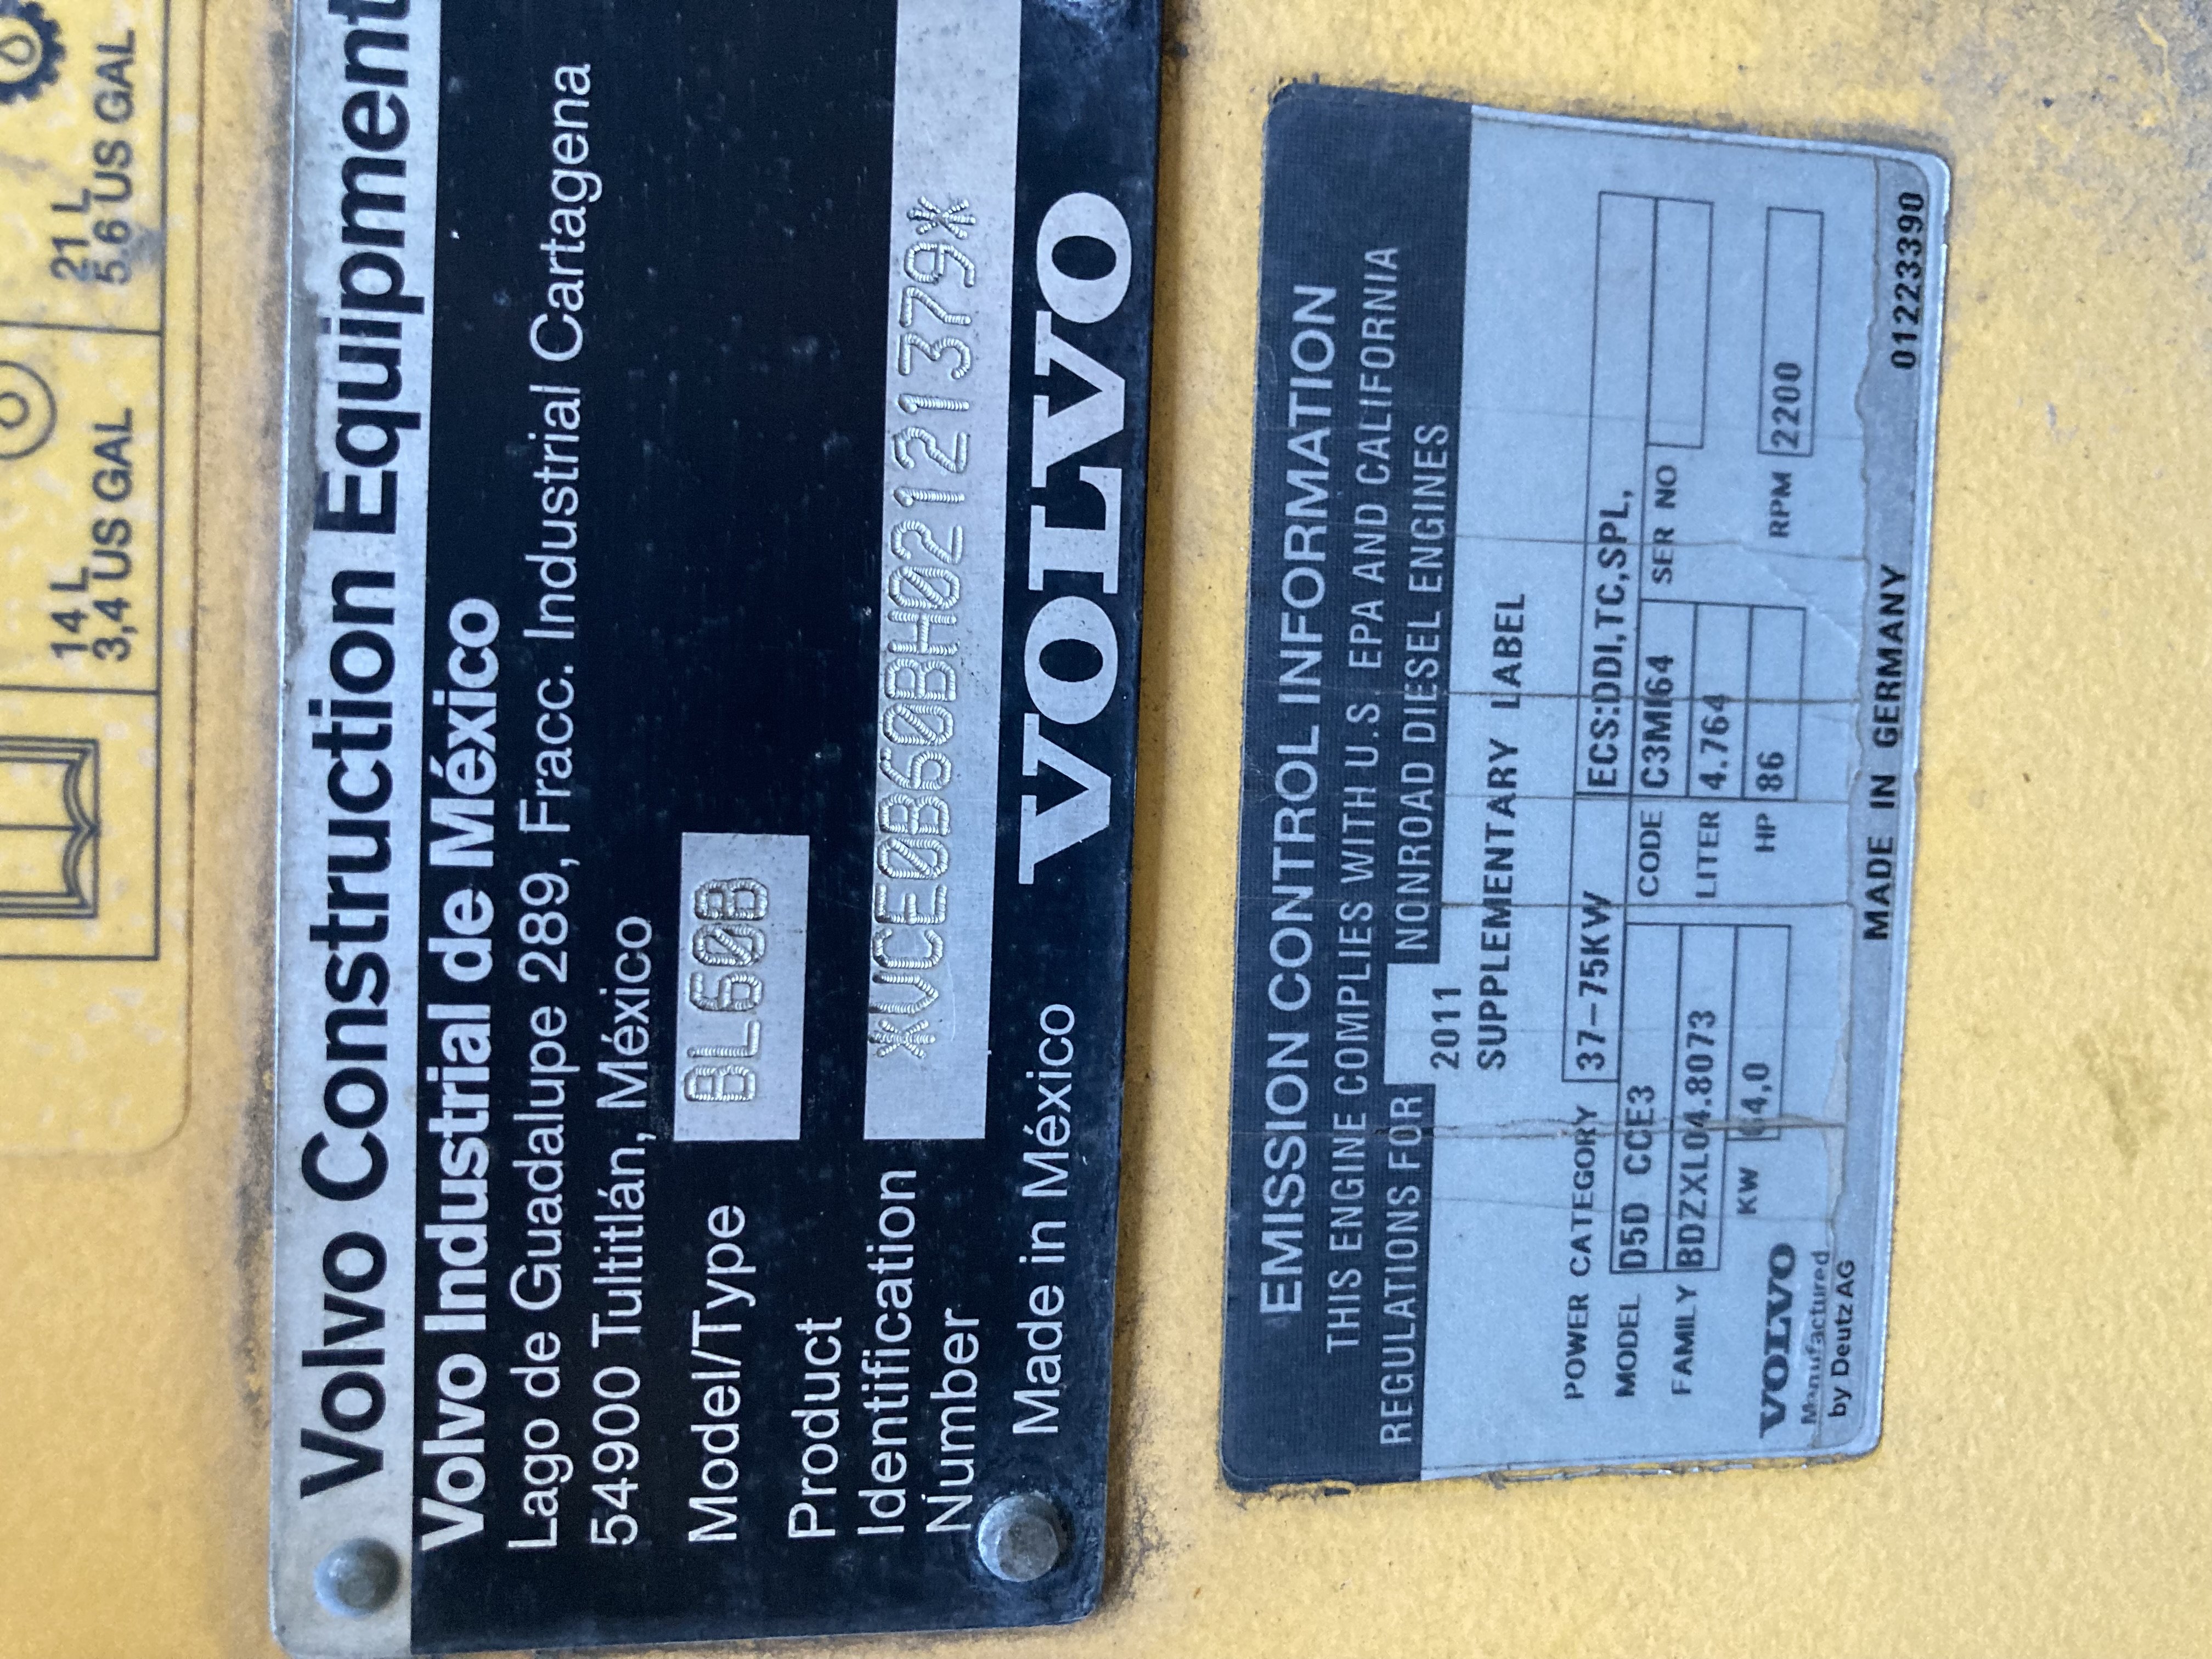 14 L
3,4 US GAL
21 L
5.6 US GAL
Volvo Construction Equipment
Volvo Industrial de México
Lago de Guadalupe 289, Fracc. Industrial Cartagena
54900 Tultitlán, México
Model/Type BL60B
Product
Identification
Number
*VCE0B60BH02121379*
Made in México
VOLVO
EMISSION CONTROL INFORMATION
THIS ENGINE COMPLIES WITH U.S. EPA AND CALIFORNIA
REGULATIONS FOR 2011 NONROAD DIESEL ENGINES
SUPPLEMENTARY LABEL
POWER CATEGORY 37-75KW ECS:DDI,TC,SPL,
MODEL D5D CCE3 CODE C3MI64 SER NO
FAMILY BDZXL04.8073 LITER 4.764
KW 64,0 HP 86 RPM 2200
VOLVO
Manufactured
by Deutz AG
MADE IN GERMANY 01223390